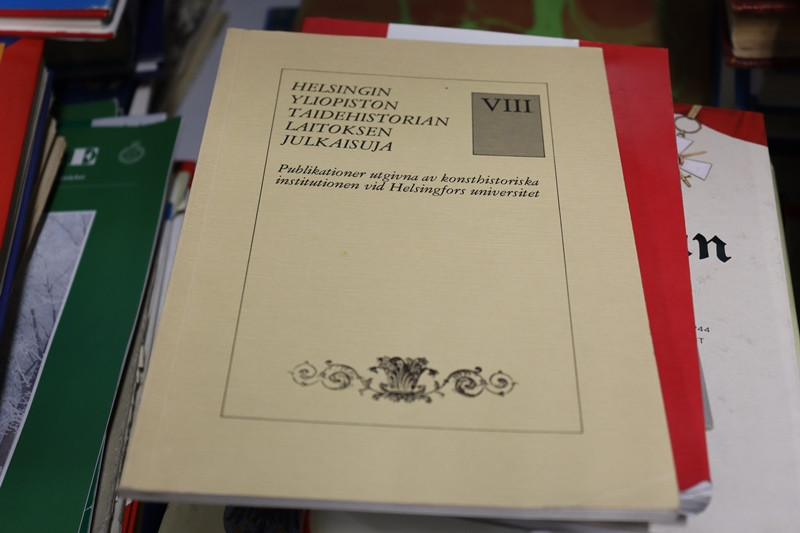 HELSINGIN
YLIOPISTON
TAIDEHISTORIAN
LAITOKSEN
JULKAISUJA
VIII
Publikationer utgivna av konsthistoriska
institutionen vid Helsingfors universitet
E